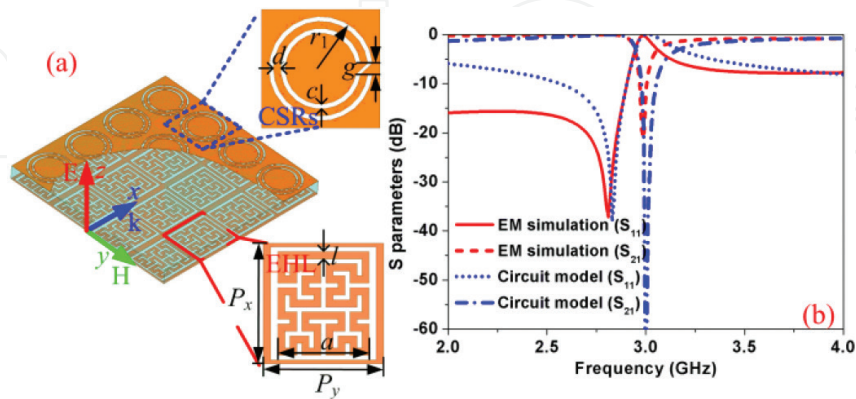 (a)
r1
d
g
c
CSRs
E
z
x
k
y
H
EHL
l
Px
a
Py
S parameters (dB)
0
-10
-20
-30
-40
-50
-60
EM simulation (S11)
EM simulation (S21)
Circuit model (S11)
Circuit model (S21)
(b)
2.0 2.5 3.0 3.5 4.0
Frequency (GHz)